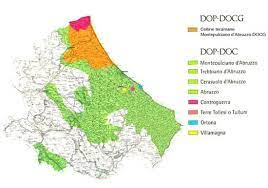 DOP-DOCG
Colline teramane
Montepulciano d'Abruzzo DOCG
DOP-DOC
Montepulciano d'Abruzzo
Trebbiano d'Abruzzo
Cerasuolo d'Abruzzo
Abruzzo
Controguerra
Terre Tollesi o Tullum
Ortona
Villamagna